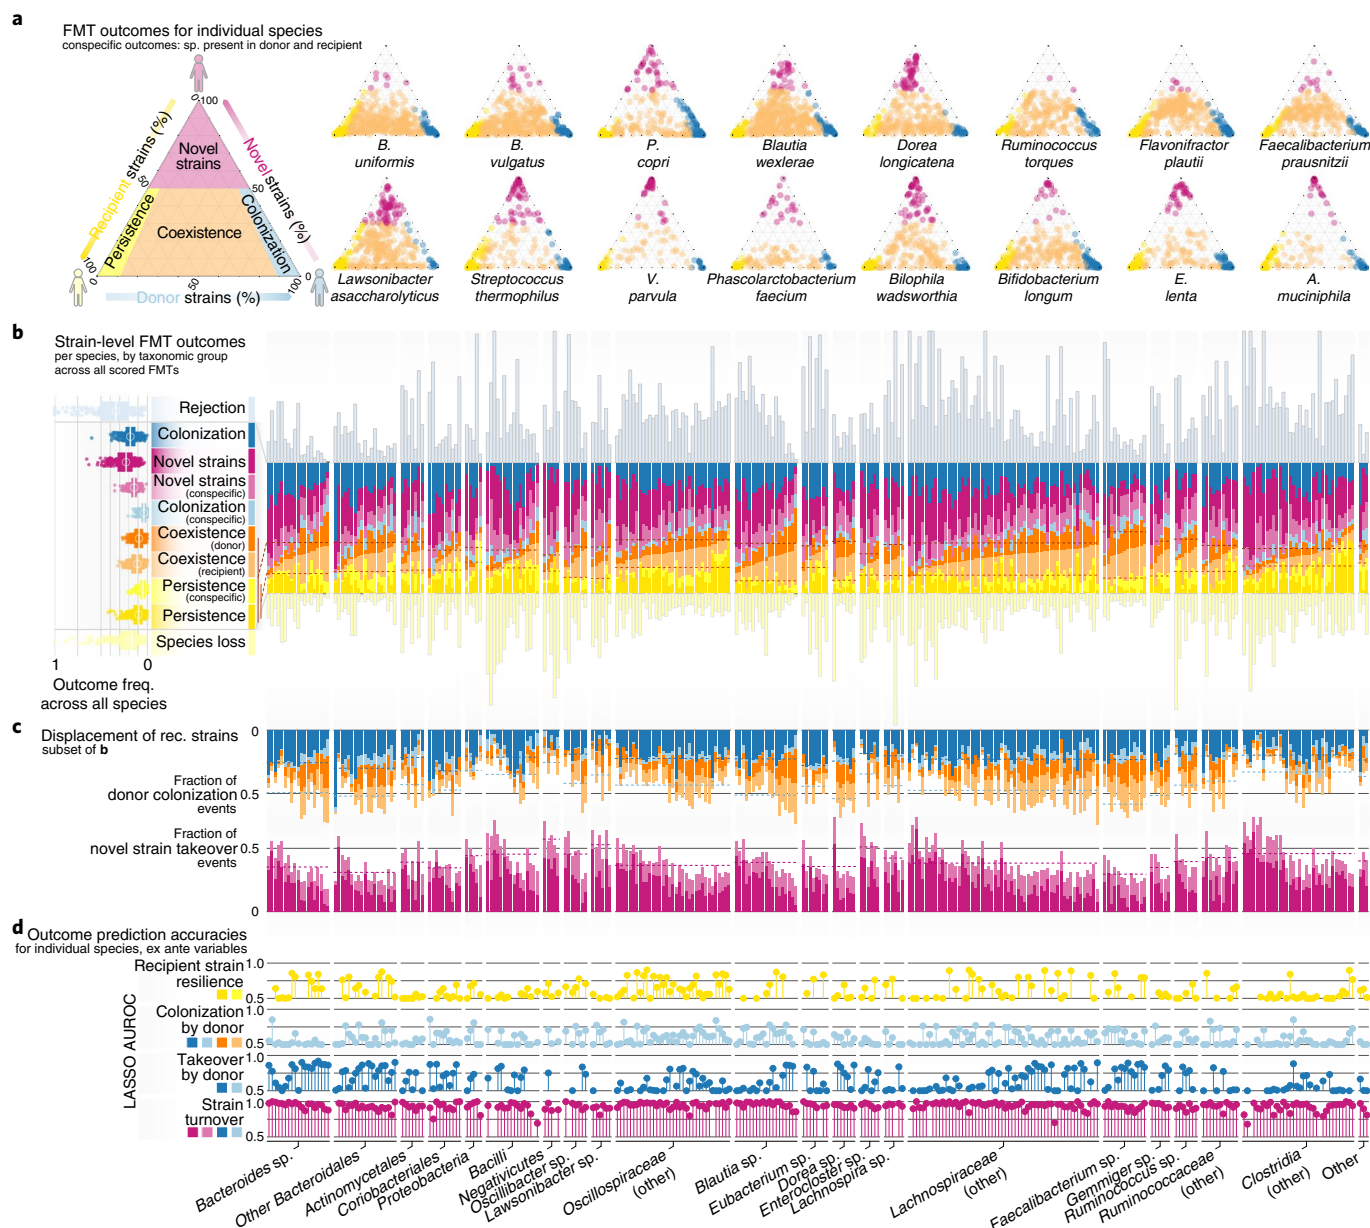 a
FMT outcomes for individual species
conspecific outcomes: sp. present in donor and recipient
0
100
Recipient strains (%)
Novel strains (%)
Novel
strains
50
50
Persistence
Coexistence
Colonization
100
0
50
100
Donor strains (%)
B.
uniformis
B.
vulgatus
P.
copri
Blautia
wexlerae
Dorea
longicatena
Ruminococcus
torques
Flavonifractor
plautii
Faecalibacterium
prausnitzii
Lawsonibacter
asaccharolyticus
Streptococcus
thermophilus
V.
parvula
Phascolarctobacterium
faecium
Bilophila
wadsworthia
Bifidobacterium
longum
E.
lenta
A.
muciniphila
b
Strain-level FMT outcomes
per species, by taxonomic group
across all scored FMTs
Rejection
Colonization
Novel strains
Novel strains
(conspecific)
Colonization
(conspecific)
Coexistence
(donor)
Coexistence
(recipient)
Persistence
(conspecific)
Persistence
Species loss
1 0
Outcome freq.
across all species
c
Displacement of rec. strains
subset of b
0
Fraction of
donor colonization
events
0.5
Fraction of
novel strain takeover
events
0.5
0
d
Outcome prediction accuracies
for individual species, ex ante variables
LASSO AUROC
Recipient strain
resilience
1.0
0.5
Colonization
by donor
1.0
0.5
Takeover
by donor
1.0
0.5
Strain
turnover
1.0
0.5
Bacteroides sp.
Other Bacteroidales
Actinomycetales
Coriobacteriales
Proteobacteria
Bacilli
Negativicutes
Oscillibacter sp.
Lawsonibacter sp.
Oscillospiraceae
(other)
Blautia sp.
Eubacterium sp.
Dorea sp.
Enterocloster sp.
Lachnospira sp.
Lachnospiraceae
(other)
Faecalibacterium sp.
Gemmiger sp.
Ruminococcus sp.
Ruminococcaceae
(other)
Clostridia
(other)
Other